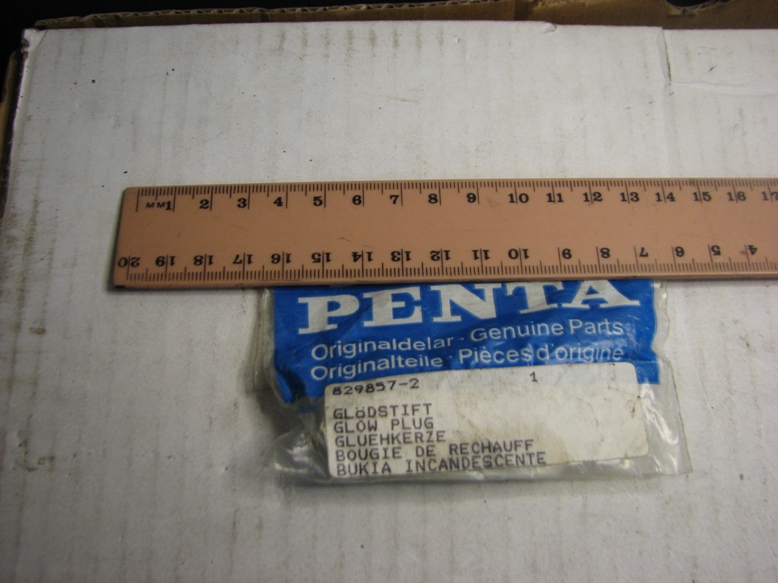 MM 1 2 3 4 5 6 7 8 9 10 11 12 13 14 15 16 17
20 19 18 17 16 15 14 13 12 11 10 9 8 7 6 5 4
PENTA
Originaldelar · Genuine Parts
Originalteile · Pièces d'origine
829857-2 1
GLÖDSTIFT
GLOW PLUG
GLUEHKERZE
BOUGIE DE RECHAUFF
BUKIA INCANDESCENTE